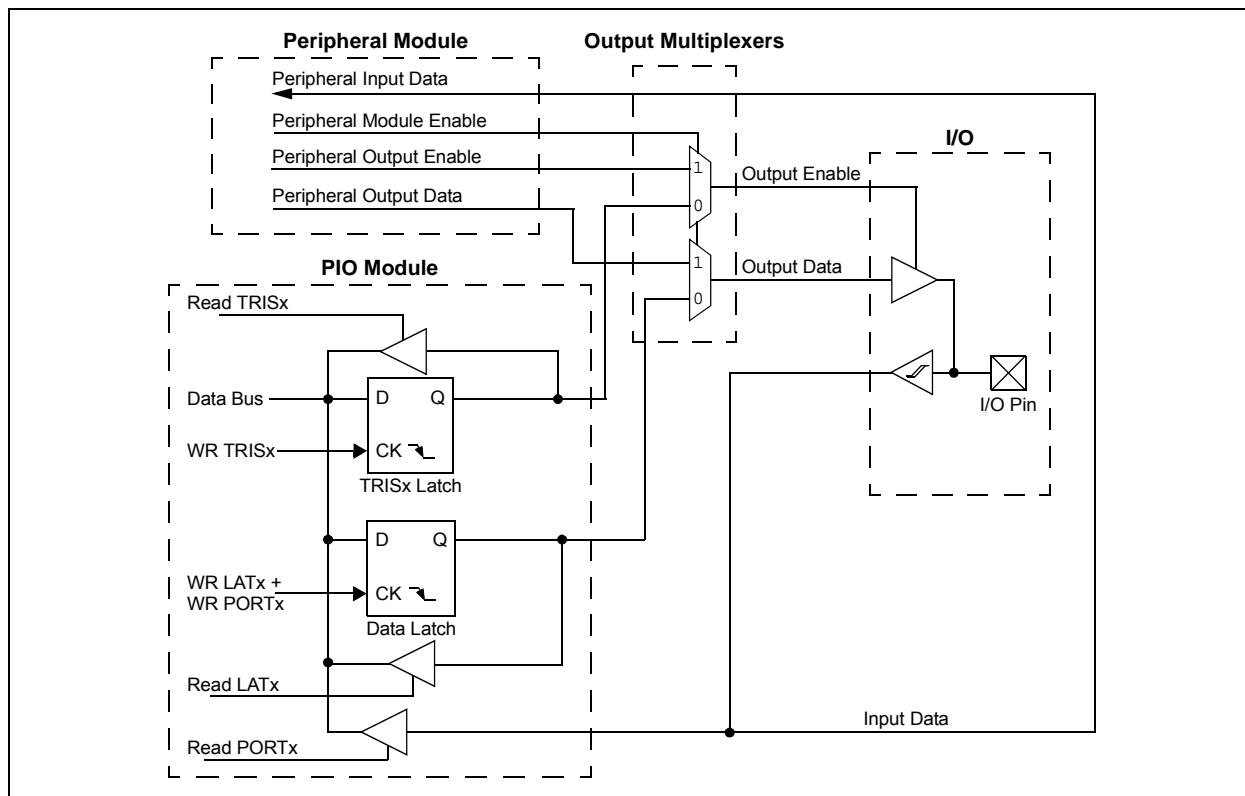 Peripheral Module
Output Multiplexers
Peripheral Input Data
Peripheral Module Enable
Peripheral Output Enable
Peripheral Output Data
1
0
1
0
Output Enable
Output Data
I/O
I/O Pin
PIO Module
Read TRISx
Data Bus
D Q
WR TRISx
CK
TRISx Latch
D Q
WR LATx +
WR PORTx
CK
Data Latch
Read LATx
Read PORTx
Input Data